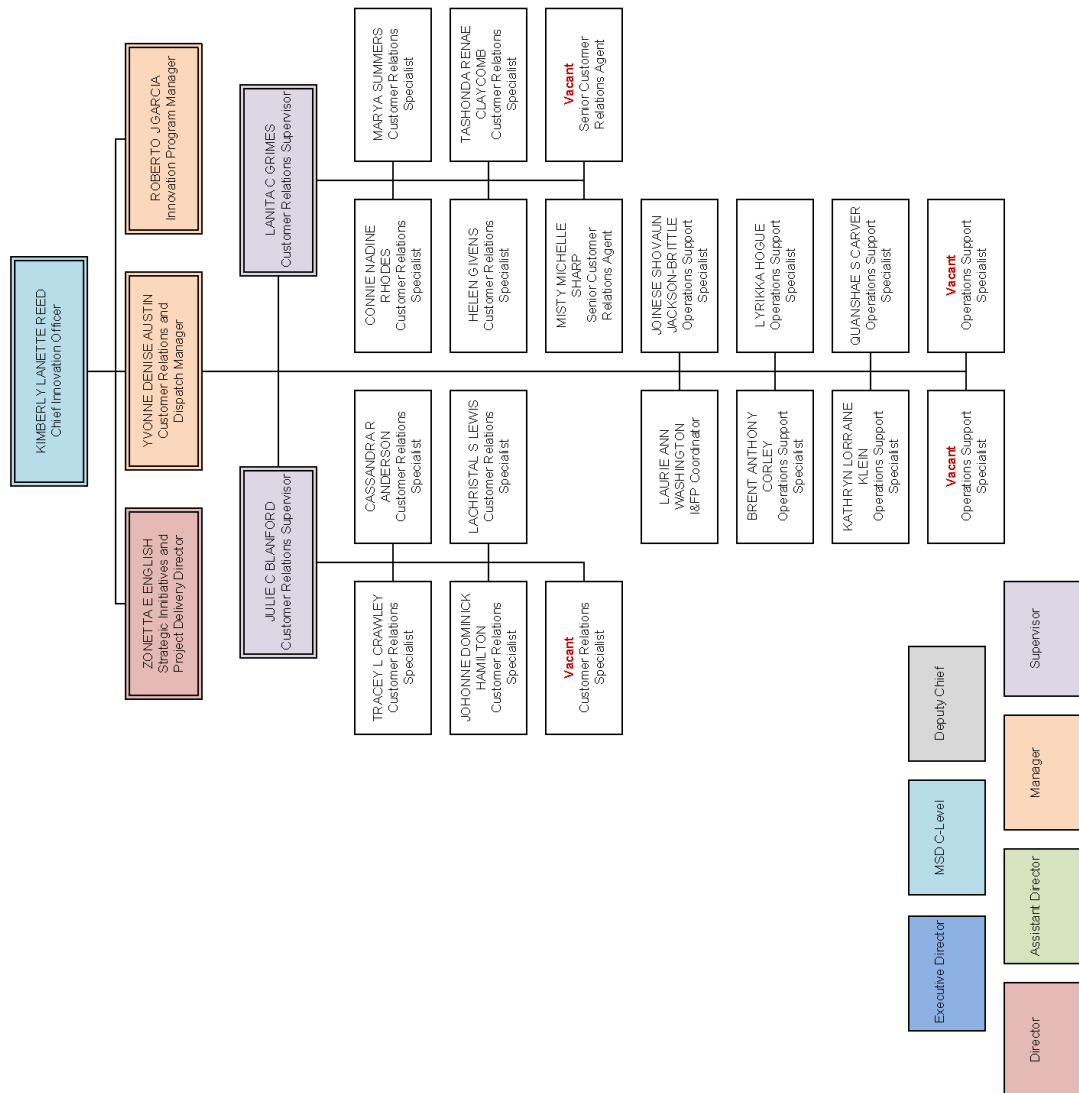 KIMBERLY LANETTE REED
Chief Innovation Officer
ZONETTA E ENGLISH
Strategic Innitiatives and
Project Delivery Director
YVONNE DENISE AUSTIN
Customer Relations and
Dispatch Manager
ROBERTO J GARCIA
Innovation Program Manager
JULIE C BLANFORD
Customer Relations Supervisor
LANITA C GRIMES
Customer Relations Supervisor
TRACEY L CRAWLEY
Customer Relations
Specialist
CASSANDRA R
ANDERSON
Customer Relations
Specialist
CONNIE NADINE
RHODES
Customer Relations
Specialist
MARYA SUMMERS
Customer Relations
Specialist
JOHONNE DOMINICK
HAMILTON
Customer Relations
Specialist
LACHRISTAL S LEWIS
Customer Relations
Specialist
HELEN GIVENS
Customer Relations
Specialist
TASHONDA RENAE
CLAYCOMB
Customer Relations
Specialist
Vacant
Customer Relations
Specialist
MISTY MICHELLE
SHARP
Senior Customer
Relations Agent
Vacant
Senior Customer
Relations Agent
LAURIE ANN
WASHINGTON
I&FP Coordinator
JOINESE SHOVAUN
JACKSON-BRITTLE
Operations Support
Specialist
BRENT ANTHONY
CORLEY
Operations Support
Specialist
LYRIKKA HOGUE
Operations Support
Specialist
KATHRYN LORRAINE
KLEIN
Operations Support
Specialist
QUANSHAE S CARVER
Operations Support
Specialist
Vacant
Operations Support
Specialist
Vacant
Operations Support
Specialist
Executive Director
MSD C-Level
Deputy Chief
Director
Assistant Director
Manager
Supervisor